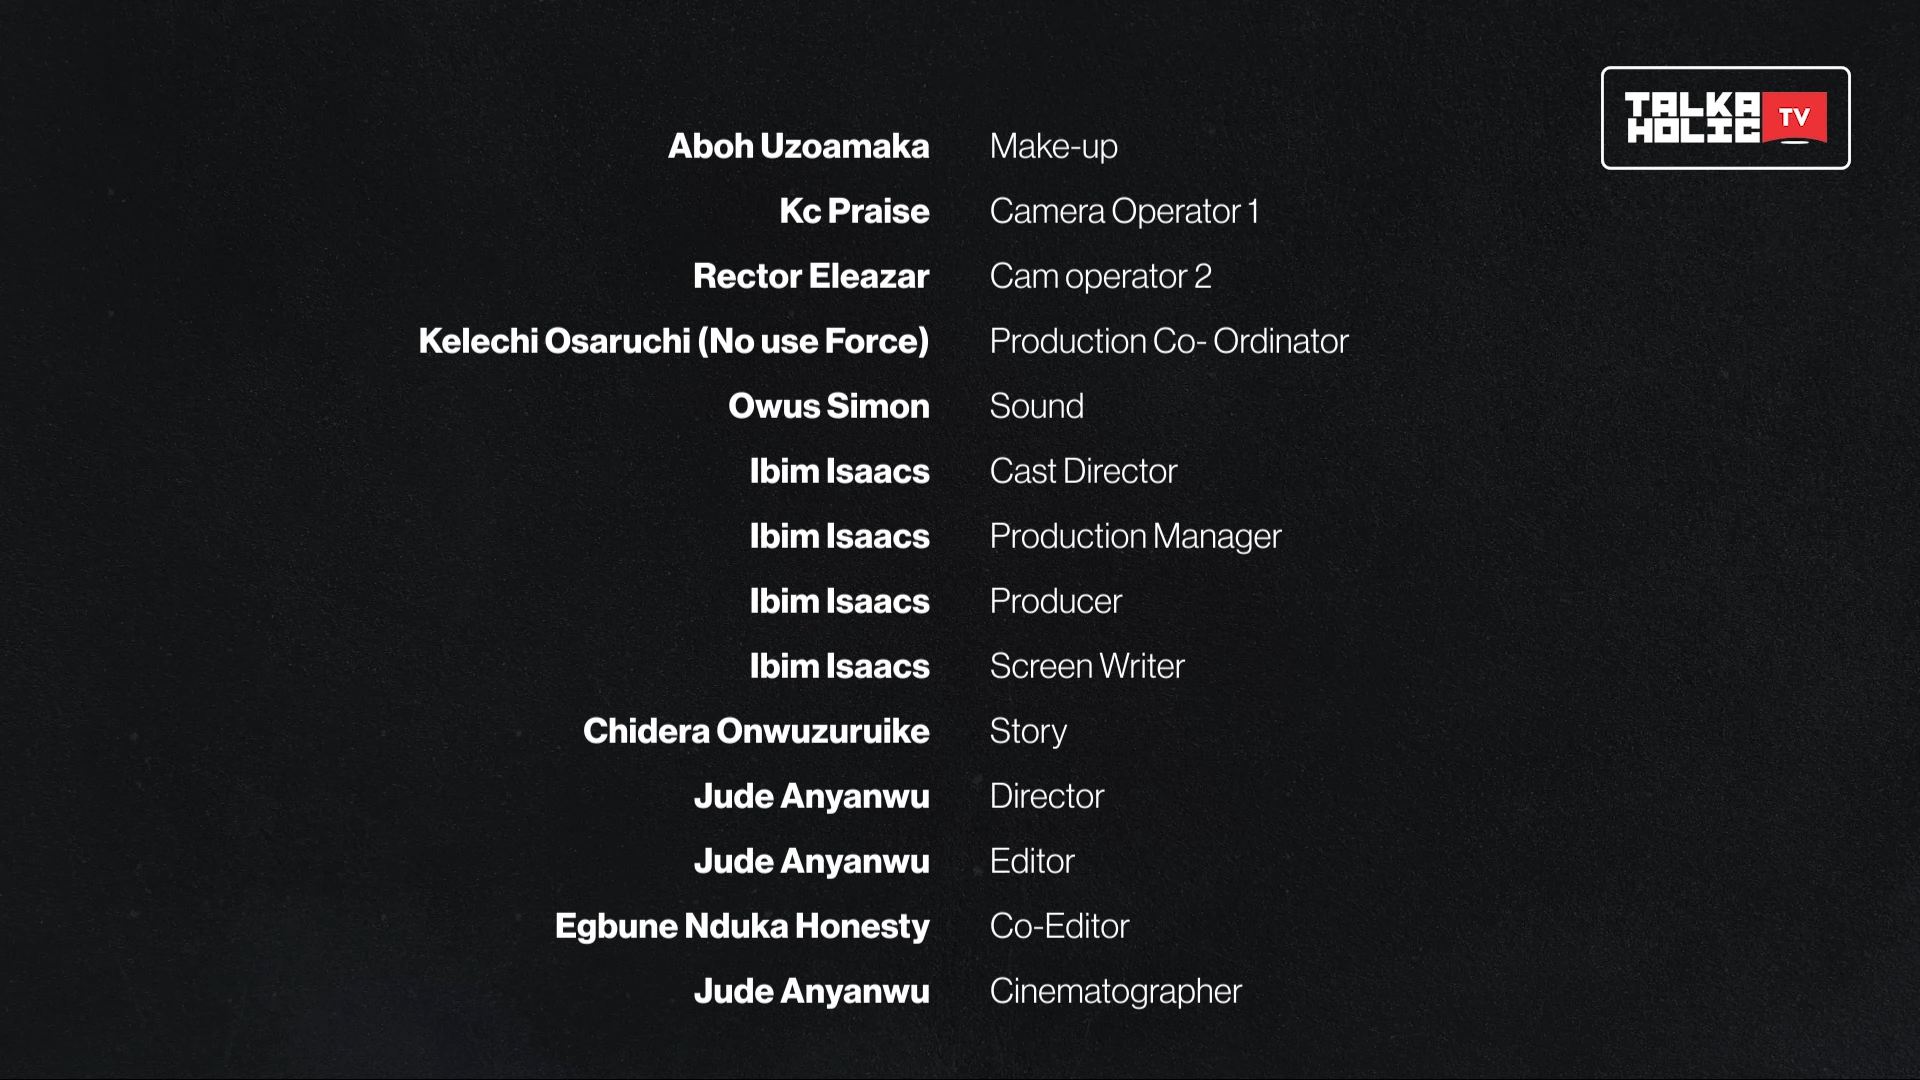 TALKA
HOLIC TV
Aboh Uzoamaka Make-up
Kc Praise Camera Operator 1
Rector Eleazar Cam operator 2
Kelechi Osaruchi (No use Force) Production Co- Ordinator
Owus Simon Sound
Ibim Isaacs Cast Director
Ibim Isaacs Production Manager
Ibim Isaacs Producer
Ibim Isaacs Screen Writer
Chidera Onwuzuruike Story
Jude Anyanwu Director
Jude Anyanwu Editor
Egbune Nduka Honesty Co-Editor
Jude Anyanwu Cinematographer